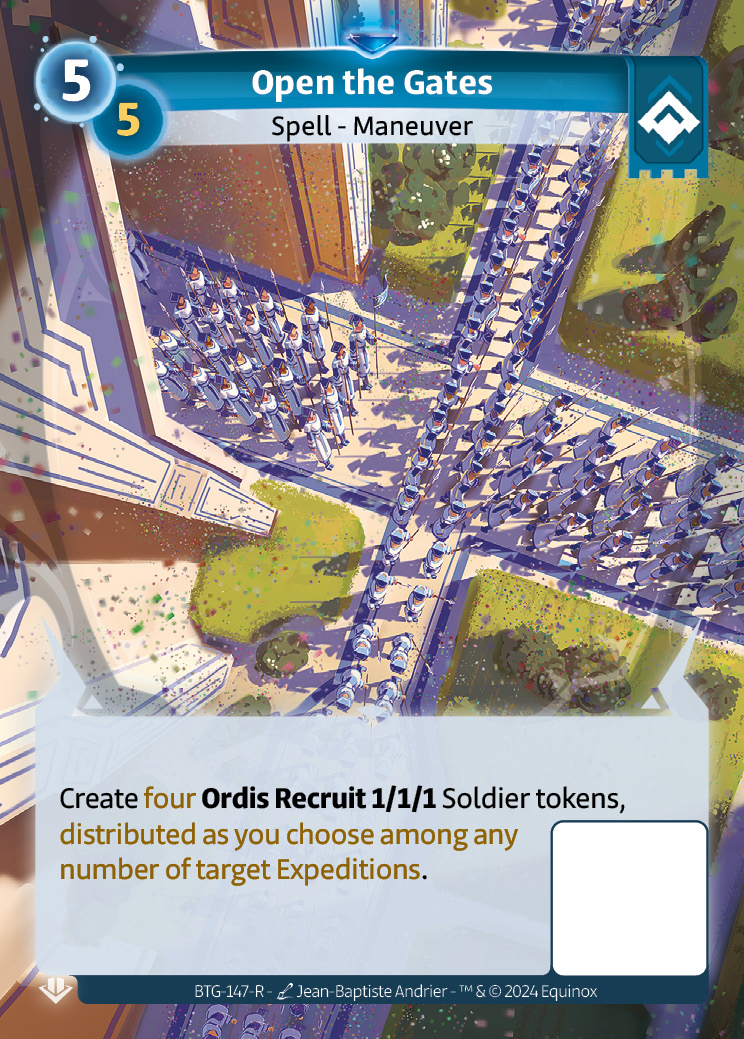 5
Open the Gates
5
Spell - Maneuver
Create four Ordis Recruit 1/1/1 Soldier tokens,
distributed as you choose among any
number of target Expeditions.
BTG-147-R - Jean-Baptiste Andrier - ™ & © 2024 Equinox